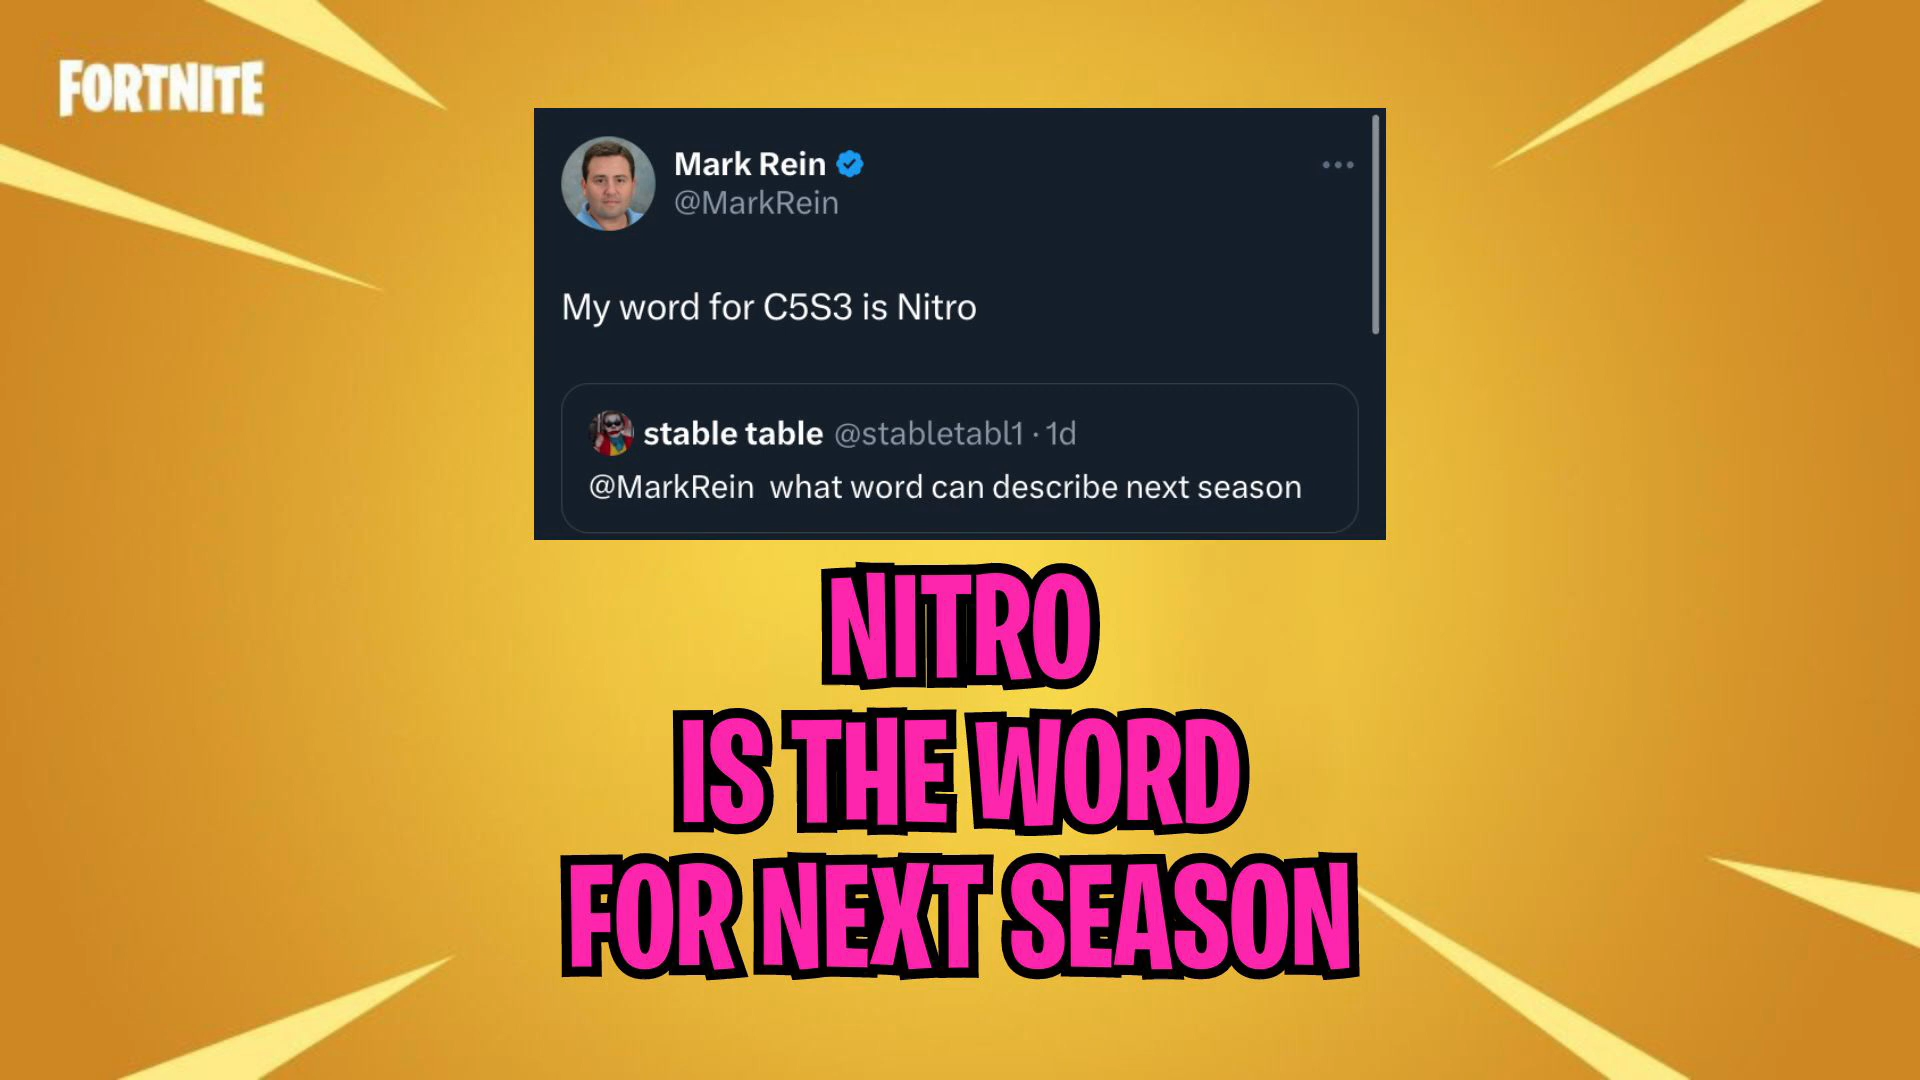 FORTNITE
Mark Rein
@MarkRein
My word for C5S3 is Nitro
stable table @stabletabl1 · 1d
@MarkRein what word can describe next season
NITRO
IS THE WORD
FOR NEXT SEASON